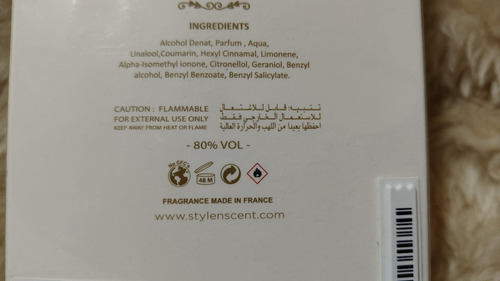 INGREDIENTS
Alcohol Denat, Parfum , Aqua,
Linalool,Coumarin, Hexyl Cinnamal, Limonene,
Alpha-Isomethyl ionone, Citronellol, Geraniol, Benzyl
alcohol, Benzyl Benzoate, Benzyl Salicylate.
CAUTION : FLAMMABLE
FOR EXTERNAL USE ONLY
KEEP AWAY FROM HEAT OR FLAME
تنبيه: قابل للاشتعال
للاستعمال الخارجي فقط
احفظها بعيدا من اللهب والحرارة العالية
- 80% VOL -
No CFC's
48 M
FRAGRANCE MADE IN FRANCE
www.stylenscent.com